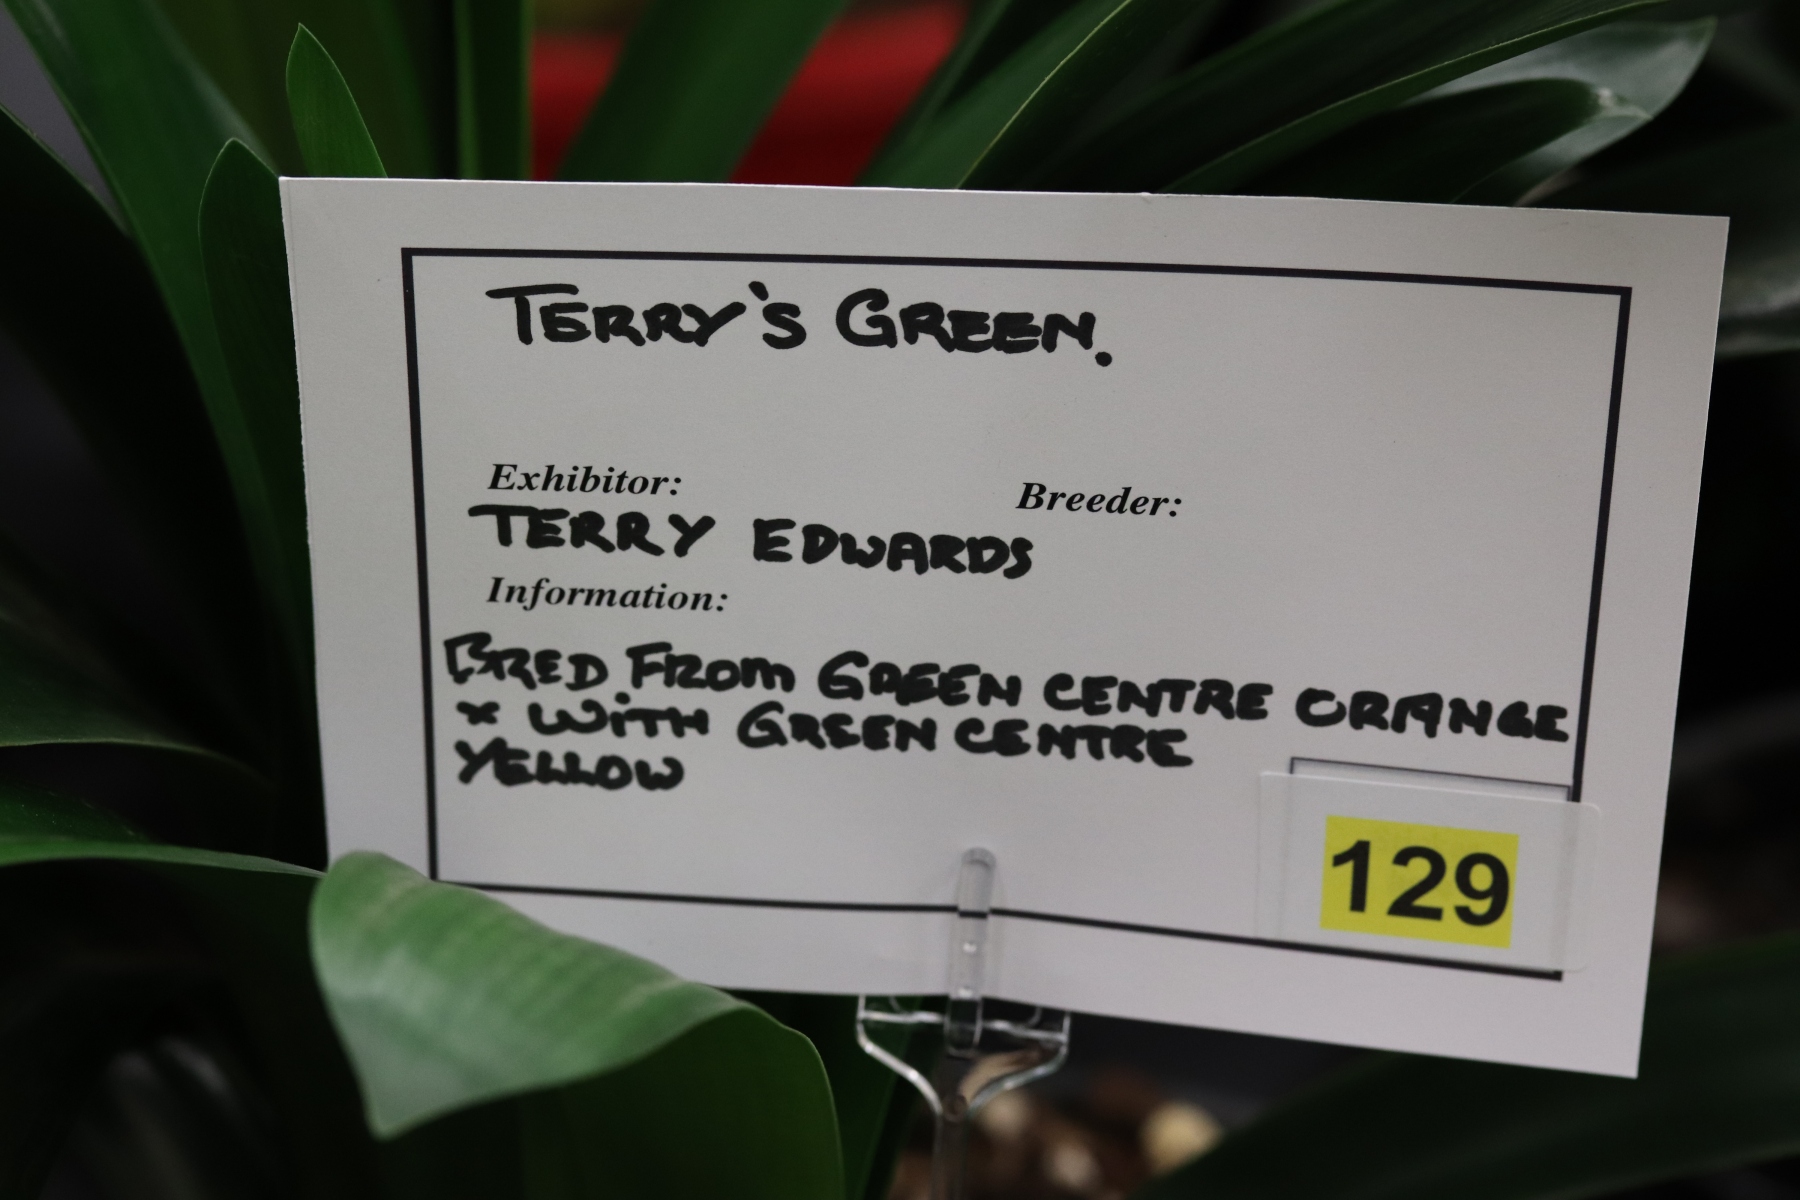 TERRY'S GREEN.
Exhibitor: Breeder:
TERRY EDWARDS
Information:
BRED FROM GREEN CENTRE ORANGE
x WITH GREEN CENTRE
YELLOW
129